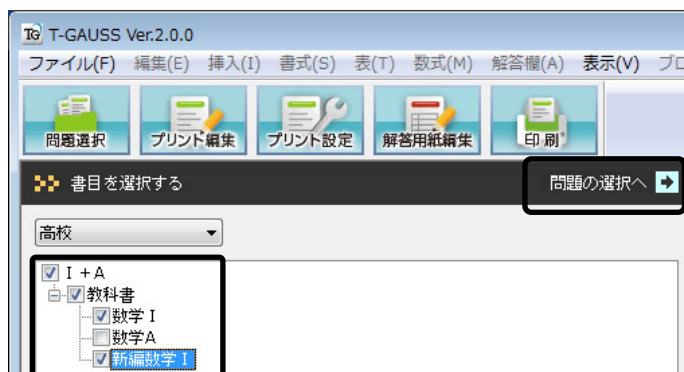 TG T-GAUSS Ver.2.0.0
ファイル(F) 編集(E) 挿入(I) 書式(S) 表(T) 数式(M) 解答欄(A) 表示(V) プロ
問題選択 プリント編集 プリント設定 解答用紙編集 印刷
書目を選択する 問題の選択へ
高校
I +A
教科書
数学 I
数学A
新編数学 I